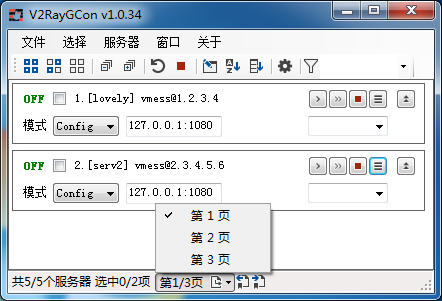 V2RayGCon v1.0.34
文件 选择 服务器 窗口 关于
OFF 1.[lovely] vmess@1.2.3.4
模式 Config 127.0.0.1:1080
OFF 2.[serv2] vmess@2.3.4.5.6
模式 Config 127.0.0.1:1080
第 1 页
第 2 页
第 3 页
共5/5个服务器 选中0/2项 第1/3页